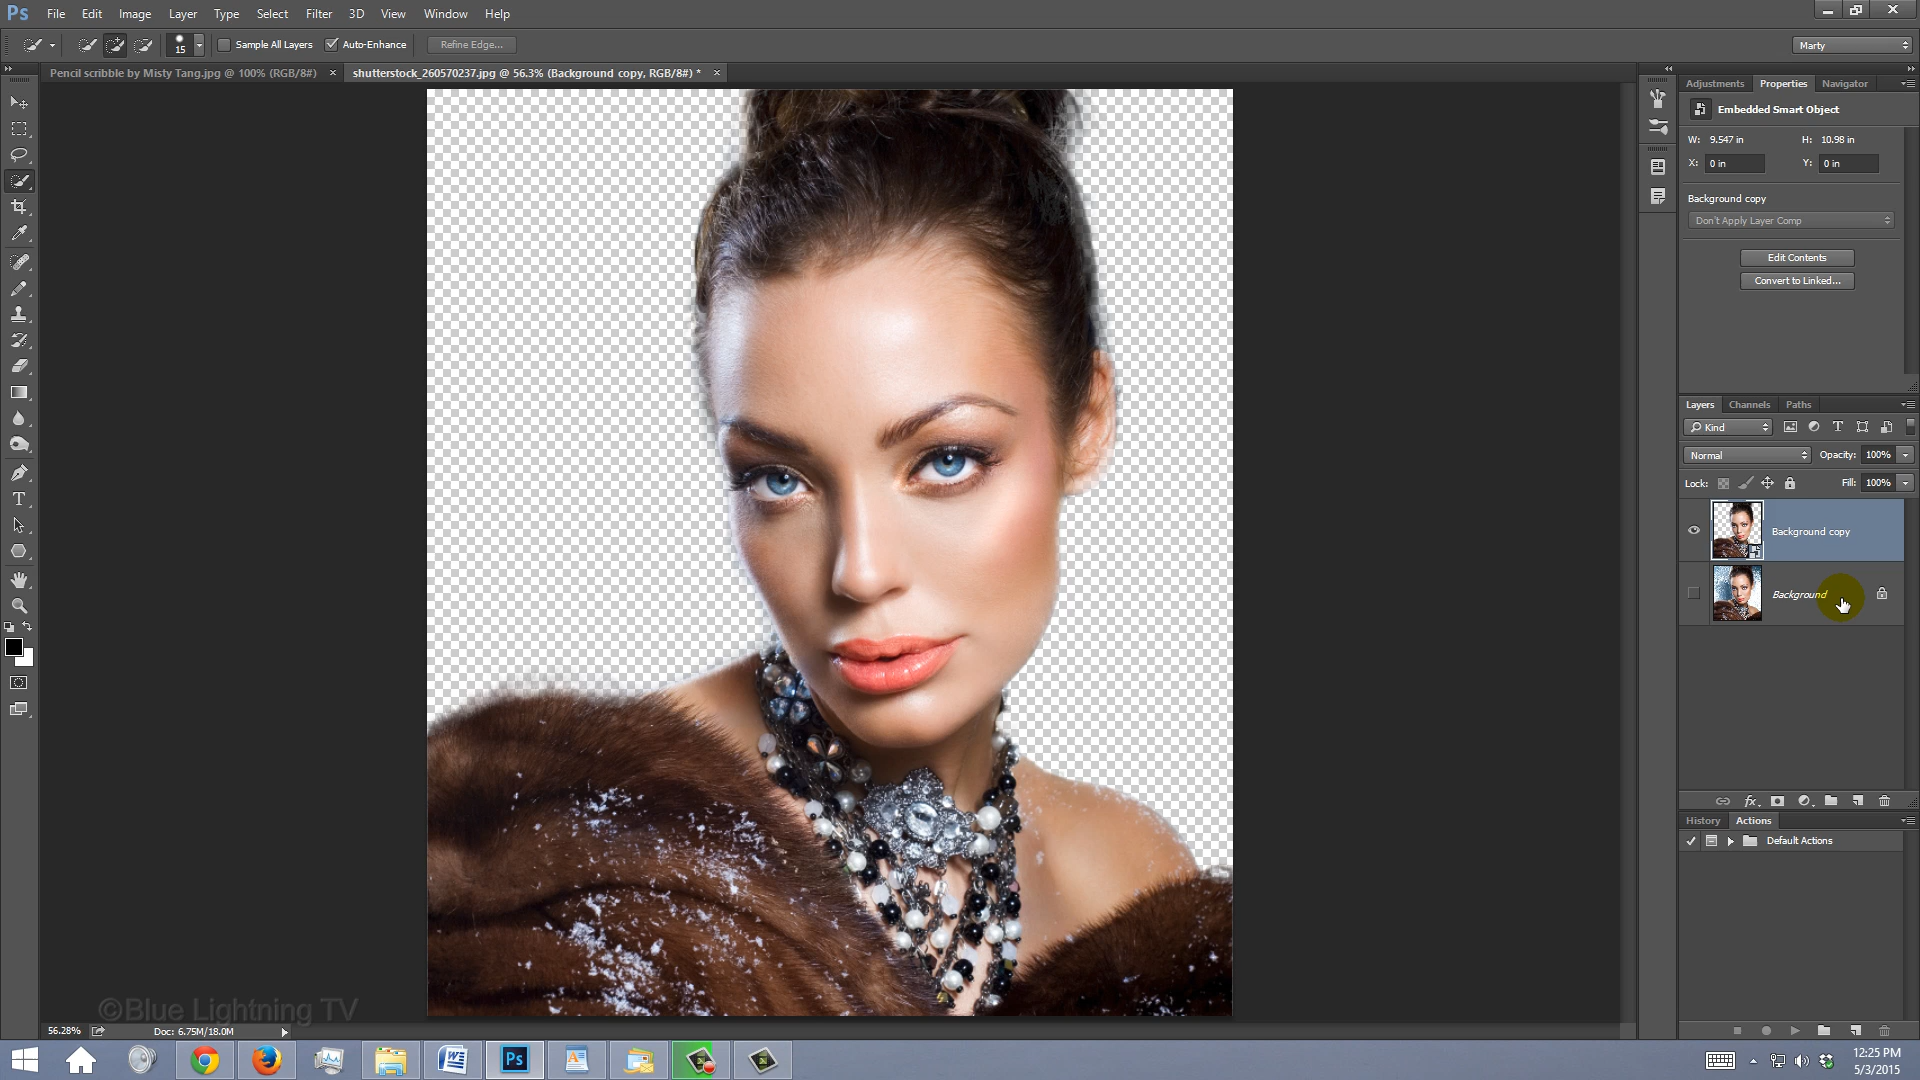 Ps File Edit Image Layer Type Select Filter 3D View Window Help
15 Sample All Layers Auto-Enhance Refine Edge... Marty
Pencil scribble by Misty Tang.jpg @ 100% (RGB/8#) × shutterstock_260570237.jpg @ 56.3% (Background copy, RGB/8#) * ×
Adjustments Properties Navigator
Embedded Smart Object
W: 9.547 in H: 10.98 in
X: 0 in Y: 0 in
Background copy
Don't Apply Layer Comp
Edit Contents
Convert to Linked...
Layers Channels Paths
Kind
Normal Opacity: 100%
Lock: Fill: 100%
Background copy
Background
History Actions
Default Actions
©Blue Lightning TV
56.28% Doc: 6.75M/18.0M
Ps
12:25 PM
5/3/2015